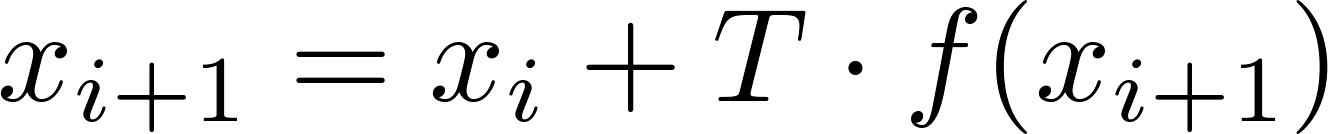 x_{i+1} = x_i + T · f(x_{i+1})